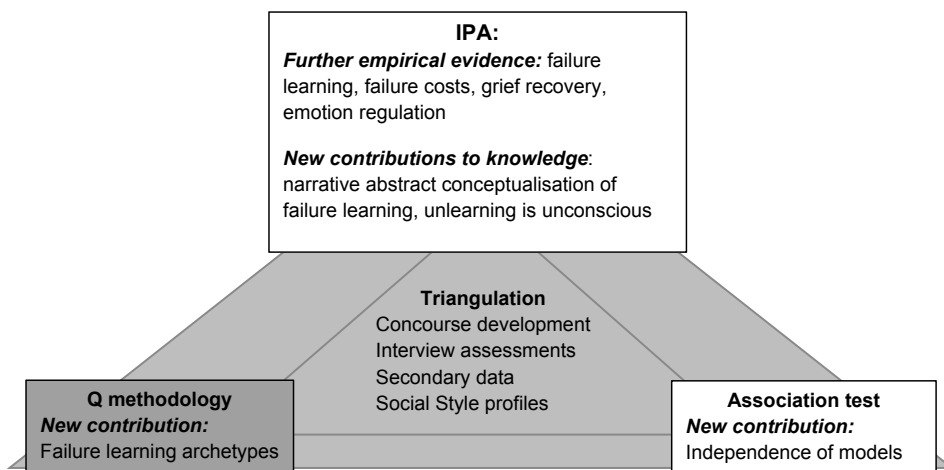 IPA:
Further empirical evidence: failure
learning, failure costs, grief recovery,
emotion regulation
New contributions to knowledge:
narrative abstract conceptualisation of
failure learning, unlearning is unconscious
Triangulation
Concourse development
Interview assessments
Secondary data
Social Style profiles
Q methodology
New contribution:
Failure learning archetypes
Association test
New contribution:
Independence of models